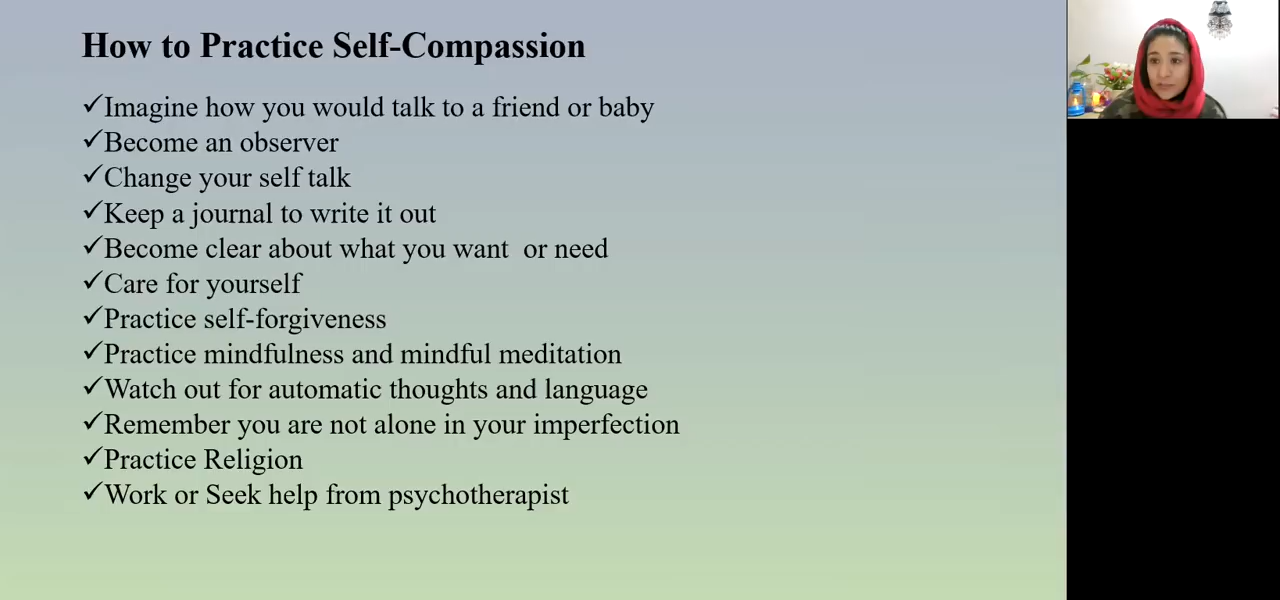 How to Practice Self-Compassion
✓Imagine how you would talk to a friend or baby
✓Become an observer
✓Change your self talk
✓Keep a journal to write it out
✓Become clear about what you want  or need
✓Care for yourself
✓Practice self-forgiveness
✓Practice mindfulness and mindful meditation
✓Watch out for automatic thoughts and language
✓Remember you are not alone in your imperfection
✓Practice Religion
✓Work or Seek help from psychotherapist